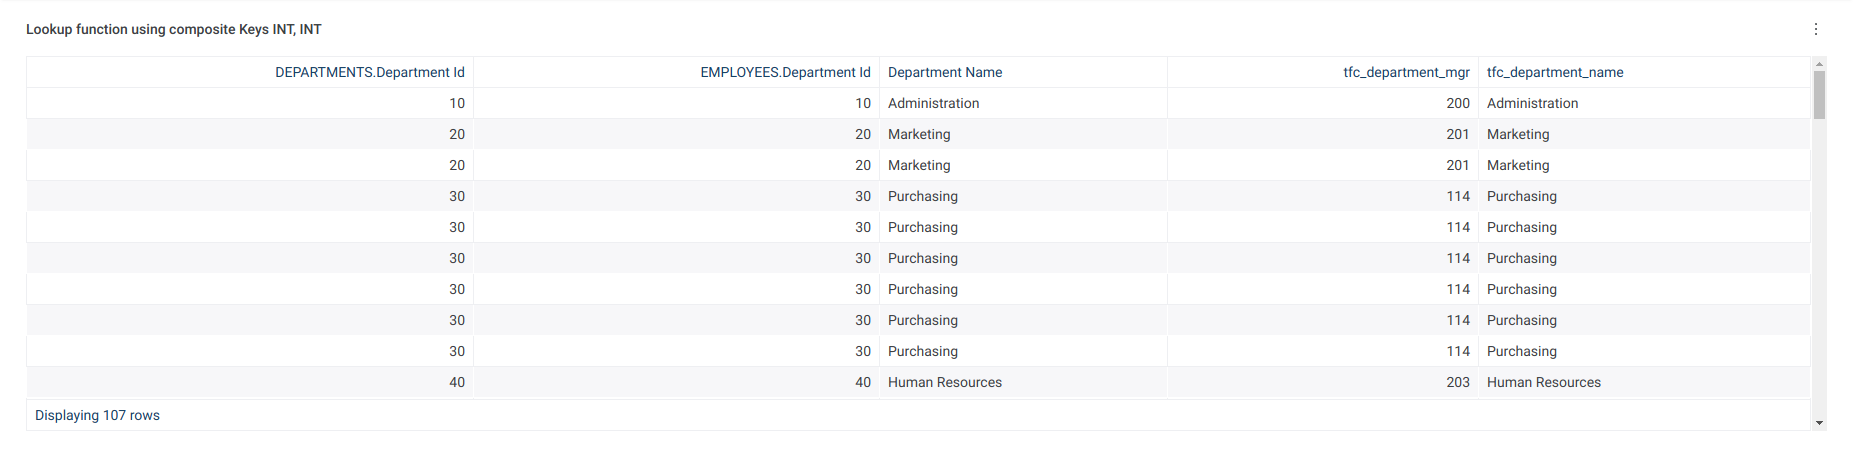 Lookup function using composite Keys INT, INT
DEPARTMENTS.Department Id EMPLOYEES.Department Id Department Name tfc_department_mgr tfc_department_name
10 10 Administration 200 Administration
20 20 Marketing 201 Marketing
20 20 Marketing 201 Marketing
30 30 Purchasing 114 Purchasing
30 30 Purchasing 114 Purchasing
30 30 Purchasing 114 Purchasing
30 30 Purchasing 114 Purchasing
30 30 Purchasing 114 Purchasing
30 30 Purchasing 114 Purchasing
40 40 Human Resources 203 Human Resources
Displaying 107 rows